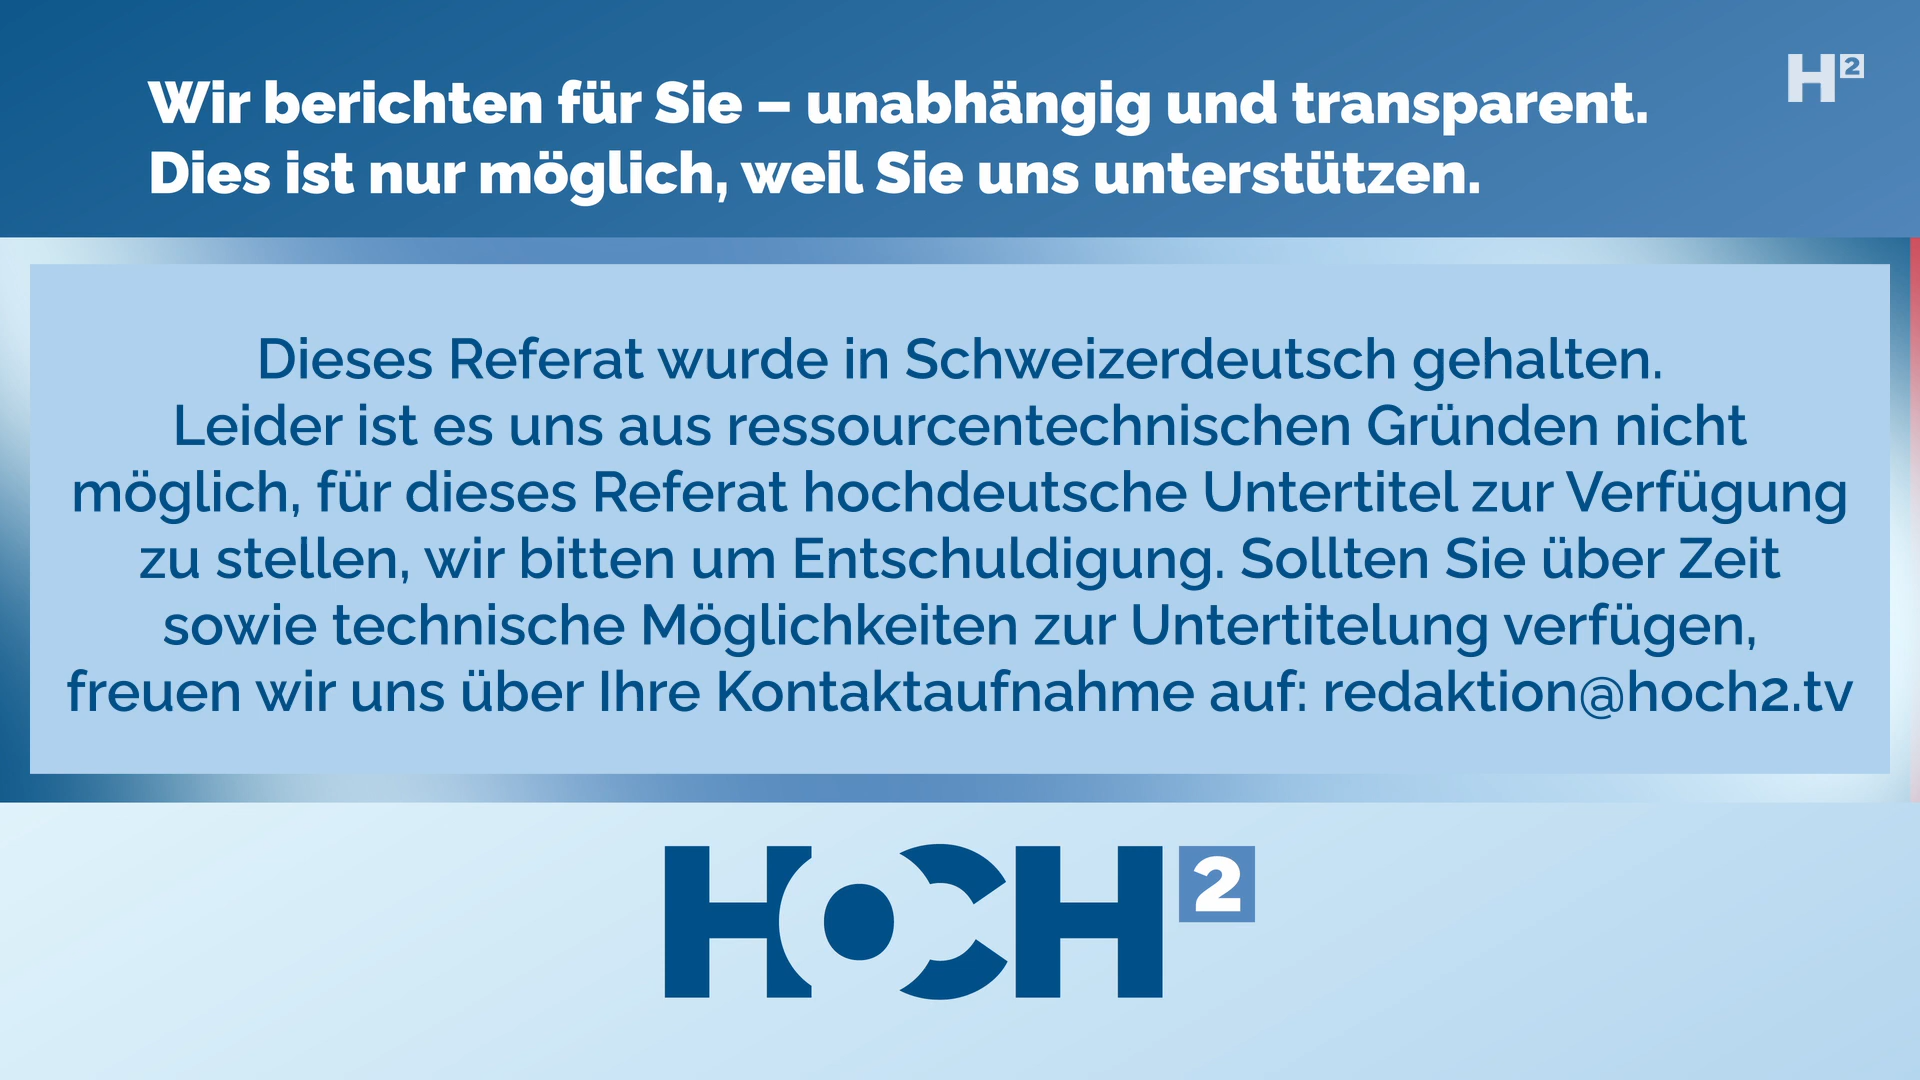 Wir berichten für Sie – unabhängig und transparent.
Dies ist nur möglich, weil Sie uns unterstützen.
H2
Dieses Referat wurde in Schweizerdeutsch gehalten.
Leider ist es uns aus ressourcentechnischen Gründen nicht
möglich, für dieses Referat hochdeutsche Untertitel zur Verfügung
zu stellen, wir bitten um Entschuldigung. Sollten Sie über Zeit
sowie technische Möglichkeiten zur Untertitelung verfügen,
freuen wir uns über Ihre Kontaktaufnahme auf: redaktion@hoch2.tv
HOCH2